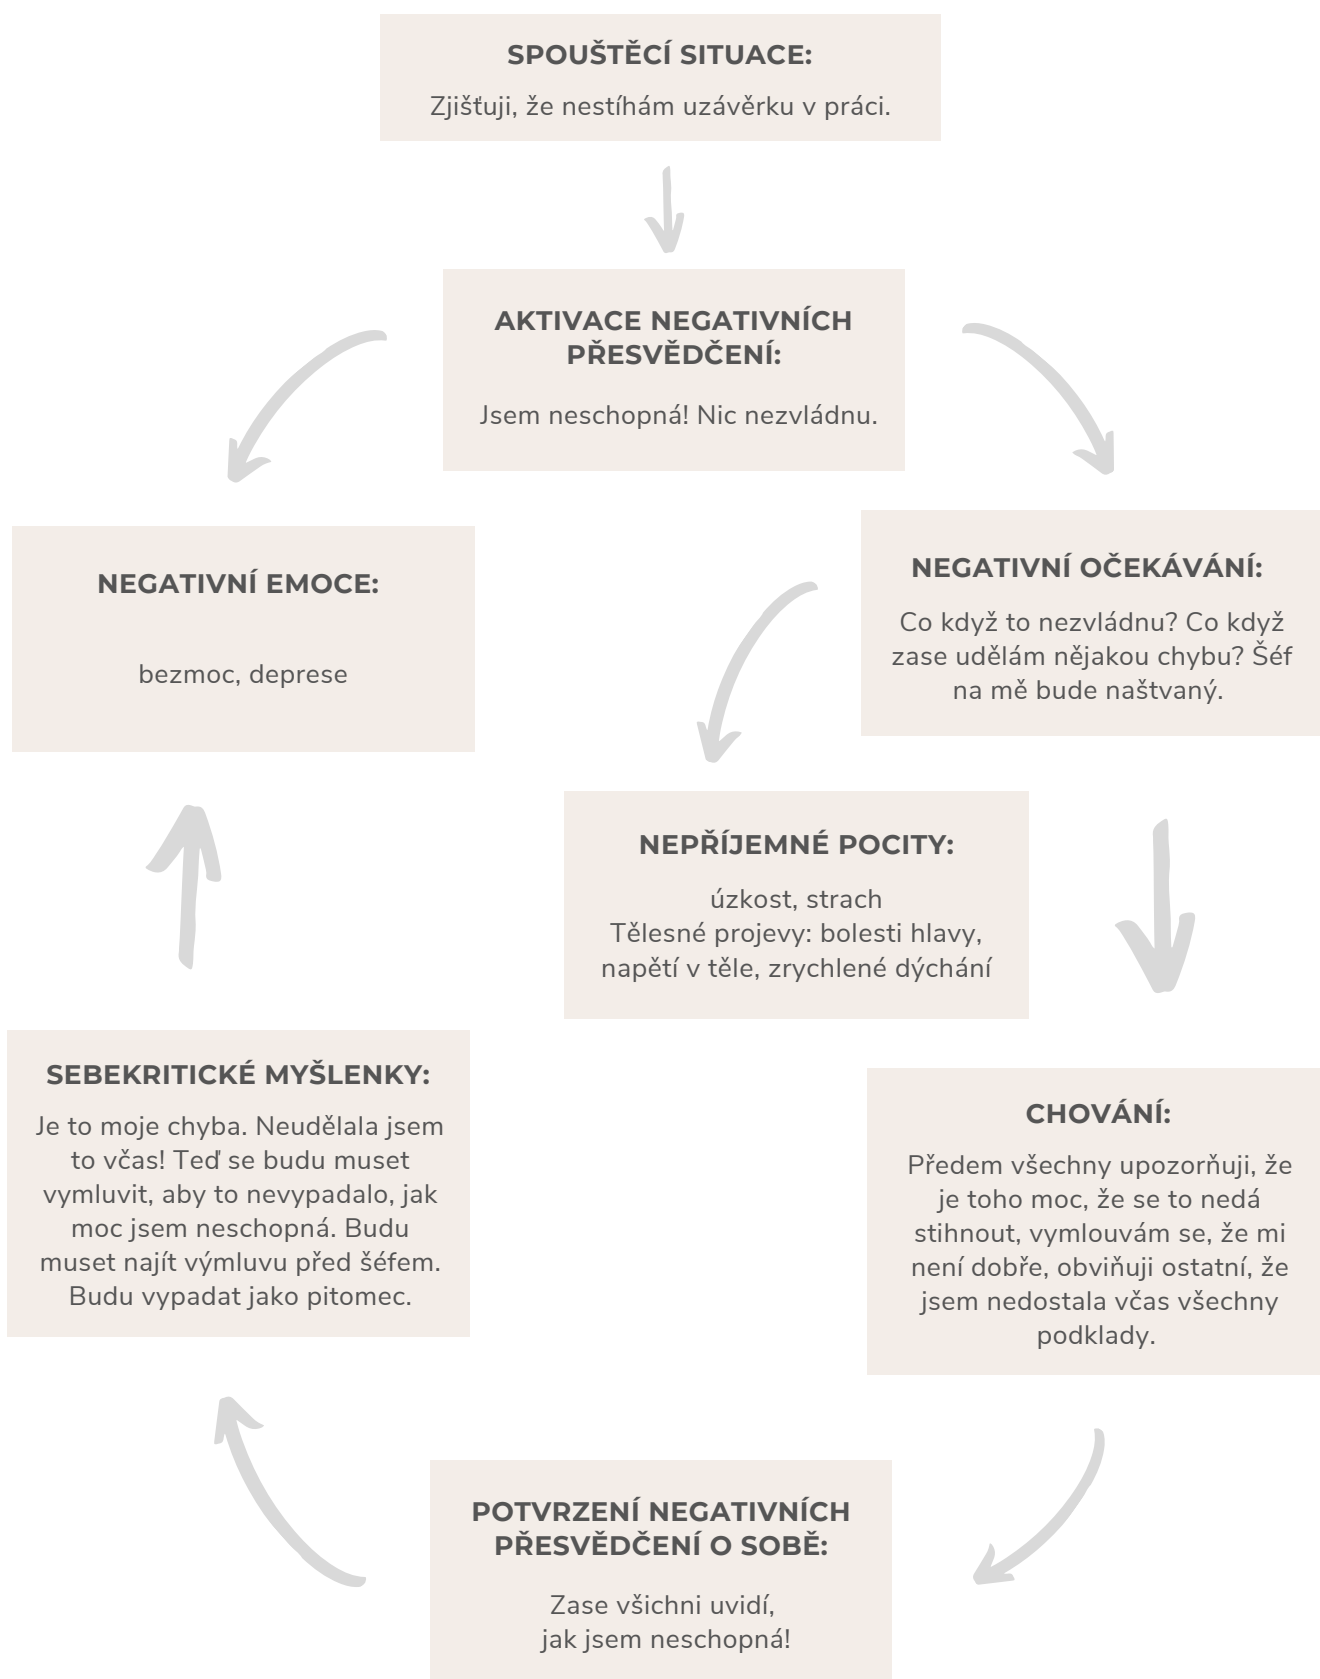 SPOUŠTĚCÍ SITUACE:
Zjišťuji, že nestíhám uzávěrku v práci.
AKTIVACE NEGATIVNÍCH
PŘESVĚDČENÍ:
Jsem neschopná! Nic nezvládnu.
NEGATIVNÍ EMOCE:
bezmoc, deprese
NEGATIVNÍ OČEKÁVÁNÍ:
Co když to nezvládnu? Co když
zase udělám nějakou chybu? Šéf
na mě bude naštvaný.
NEPŘÍJEMNÉ POCITY:
úzkost, strach
Tělesné projevy: bolesti hlavy,
napětí v těle, zrychlené dýchání
SEBEKRITICKÉ MYŠLENKY:
Je to moje chyba. Neudělala jsem
to včas! Teď se budu muset
vymluvit, aby to nevypadalo, jak
moc jsem neschopná. Budu
muset najít výmluvu před šéfem.
Budu vypadat jako pitomec.
CHOVÁNÍ:
Předem všechny upozorňuji, že
je toho moc, že se to nedá
stihnout, vymlouvám se, že mi
není dobře, obviňuji ostatní, že
jsem nedostala včas všechny
podklady.
POTVRZENÍ NEGATIVNÍCH
PŘESVĚDČENÍ O SOBĚ:
Zase všichni uvidí,
jak jsem neschopná!